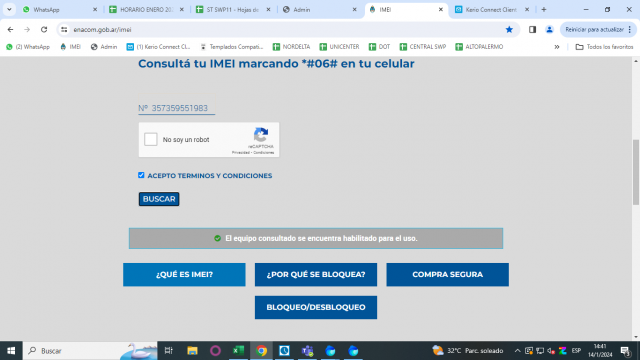 WhatsApp
HORARIO ENERO 20
ST SWP11 - Hojas de
Admin
IMEI
Kerio Connect Client
enacom.gob.ar/imei
Reiniciar para actualizar
(2) WhatsApp
IMEI
Admin
(1) Kerio Connect Cl...
Templates Compati...
NORDELTA
UNICENTER
DOT
CENTRAL SWP
ALTOPALERMO
Todos los favoritos
Consultá tu IMEI marcando *#06# en tu celular
Nº 357359551983
No soy un robot
reCAPTCHA
Privacidad - Condiciones
ACEPTO TERMINOS Y CONDICIONES
BUSCAR
El equipo consultado se encuentra habilitado para el uso.
¿QUÉ ES IMEI?
¿POR QUÉ SE BLOQUEA?
COMPRA SEGURA
BLOQUEO/DESBLOQUEO
Buscar
32°C Parc. soleado
ESP
14:41
14/1/2024